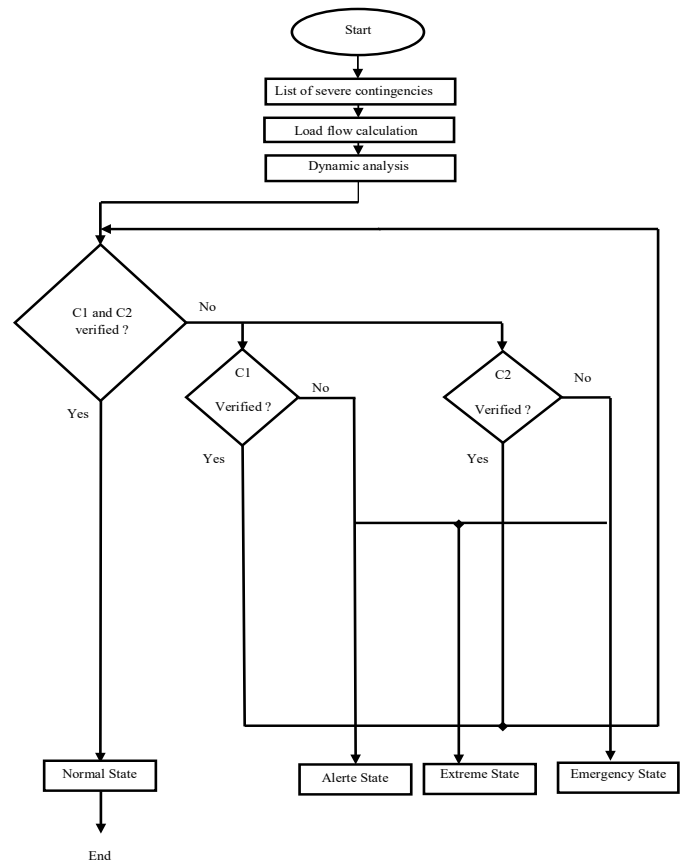 Start
List of severe contingencies
Load flow calculation
Dynamic analysis
C1 and C2
verified ?
No
Yes
C1
Verified ?
No
Yes
C2
Verified ?
No
Yes
Normal State
Alerte State
Extreme State
Emergency State
End